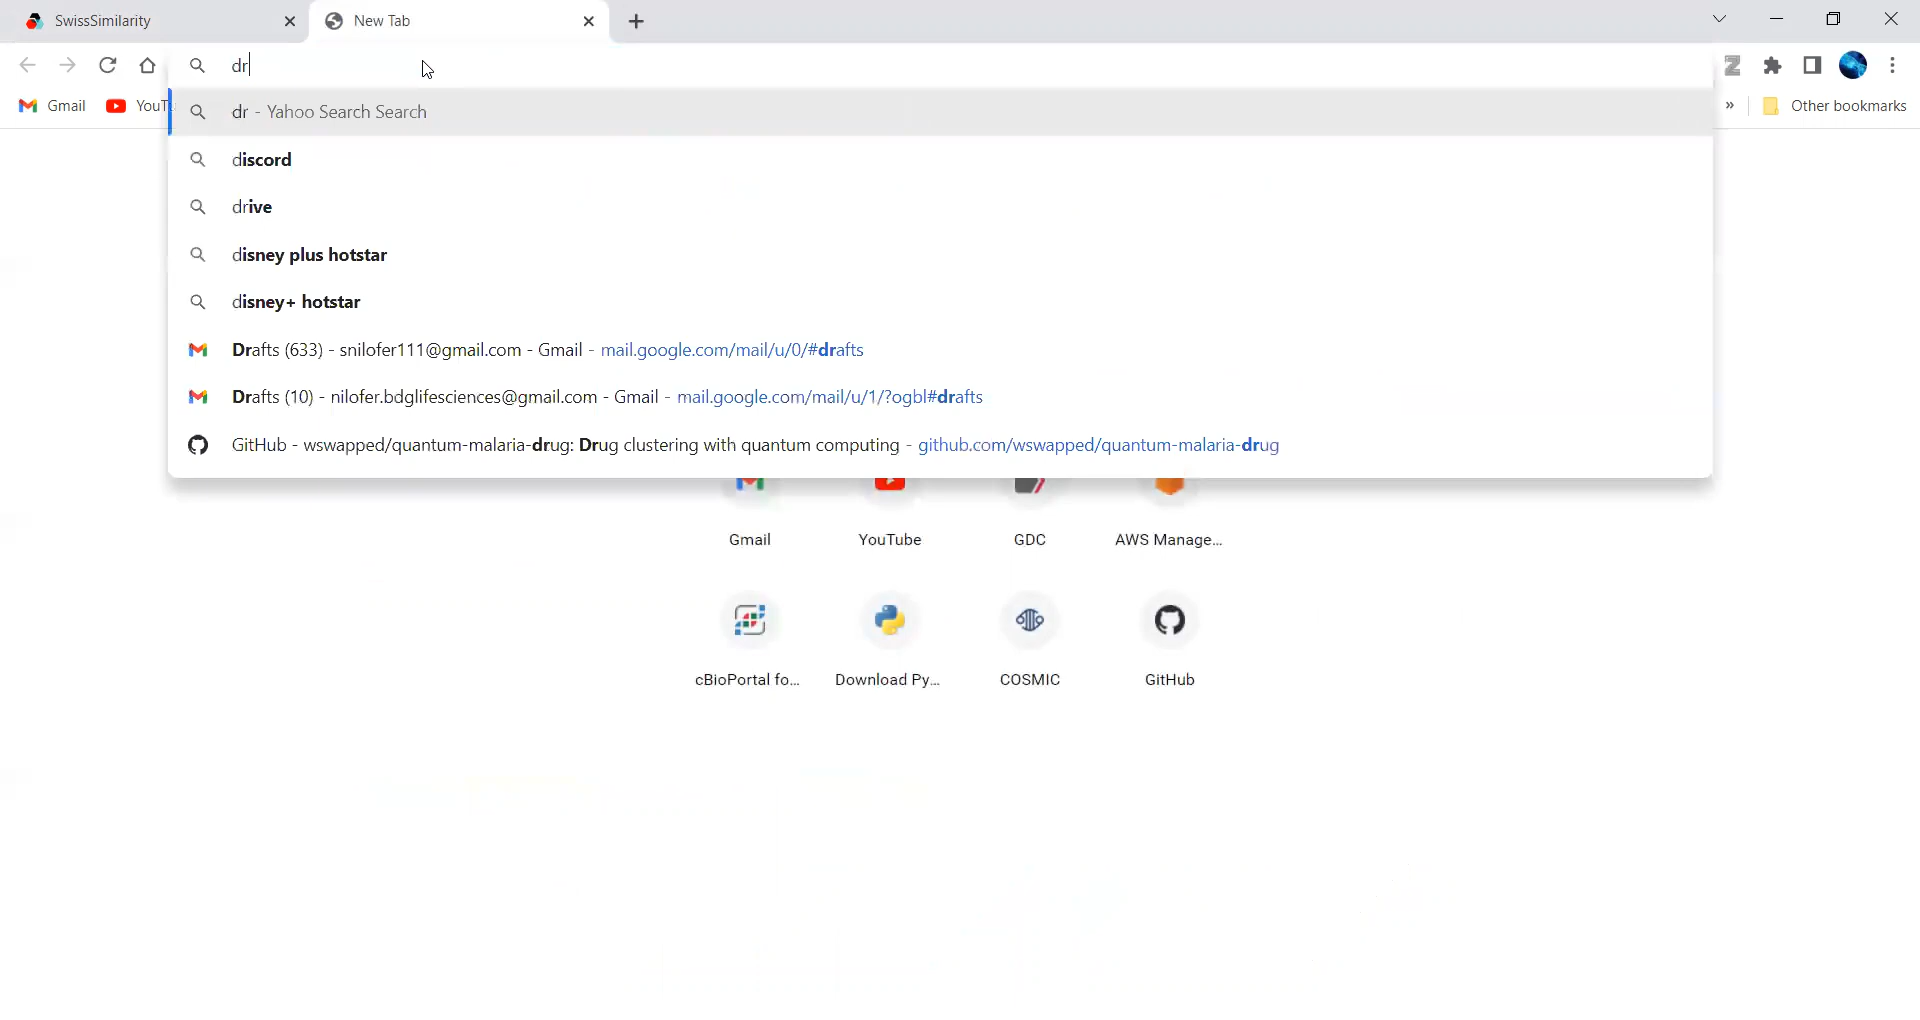 SwissSimilarity
New Tab
dr
Gmail
YouTu
Other bookmarks
dr - Yahoo Search Search
discord
drive
disney plus hotstar
disney+ hotstar
Drafts (633) - snilofer111@gmail.com - Gmail - mail.google.com/mail/u/0/#drafts
Drafts (10) - nilofer.bdglifesciences@gmail.com - Gmail - mail.google.com/mail/u/1/?ogbl#drafts
GitHub - wswapped/quantum-malaria-drug: Drug clustering with quantum computing - github.com/wswapped/quantum-malaria-drug
Gmail
YouTube
GDC
AWS Manage...
cBioPortal fo...
Download Py...
COSMIC
GitHub